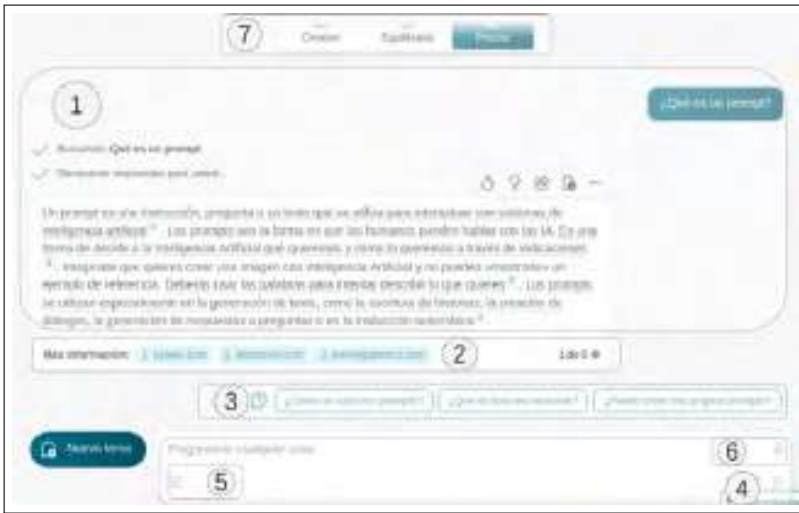 7 Creativo Equilibrado Preciso
1
¿Qué es un prompt?
Buscando: Qué es un prompt
Generando respuestas para usted...
Un prompt es una instrucción, pregunta o un texto que se utiliza para interactuar con sistemas de
inteligencia artificial . Los prompts son la forma en que los humanos pueden hablar con las IA. Es una
forma de decirle a la Inteligencia Artificial qué queremos y cómo lo queremos a través de indicaciones
. Imagínate que quieres crear una imagen con Inteligencia Artificial y no puedes «mostrarle» un
ejemplo de referencia. Deberás usar las palabras para intentar describir lo que quieres . Los prompts
se utilizan especialmente en la generación de texto, como la escritura de historias, la creación de
diálogos, la generación de respuestas a preguntas o en la traducción automática .
Más información: 2 1 de 5
3
Nuevo tema
Pregúntame cualquier cosa 6
5 4